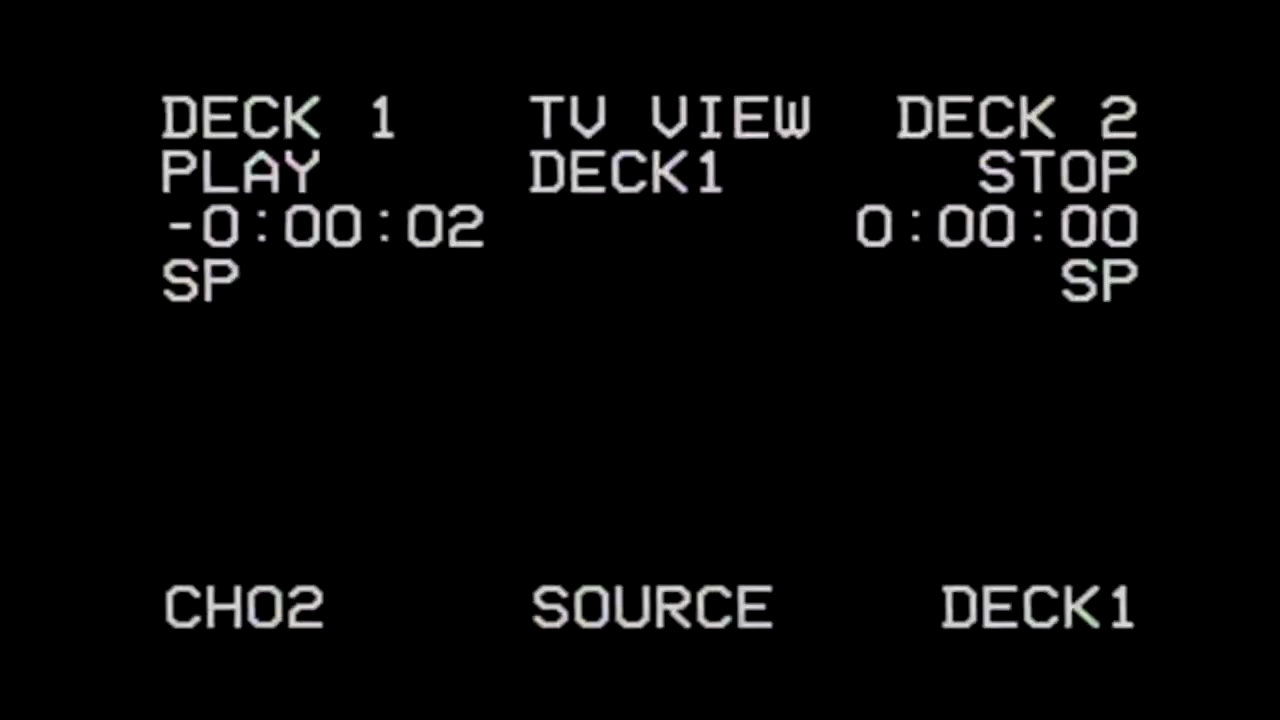 DECK 1 TV VIEW DECK 2
PLAY DECK1 STOP
-0:00:02 0:00:00
SP SP
CH02 SOURCE DECK1